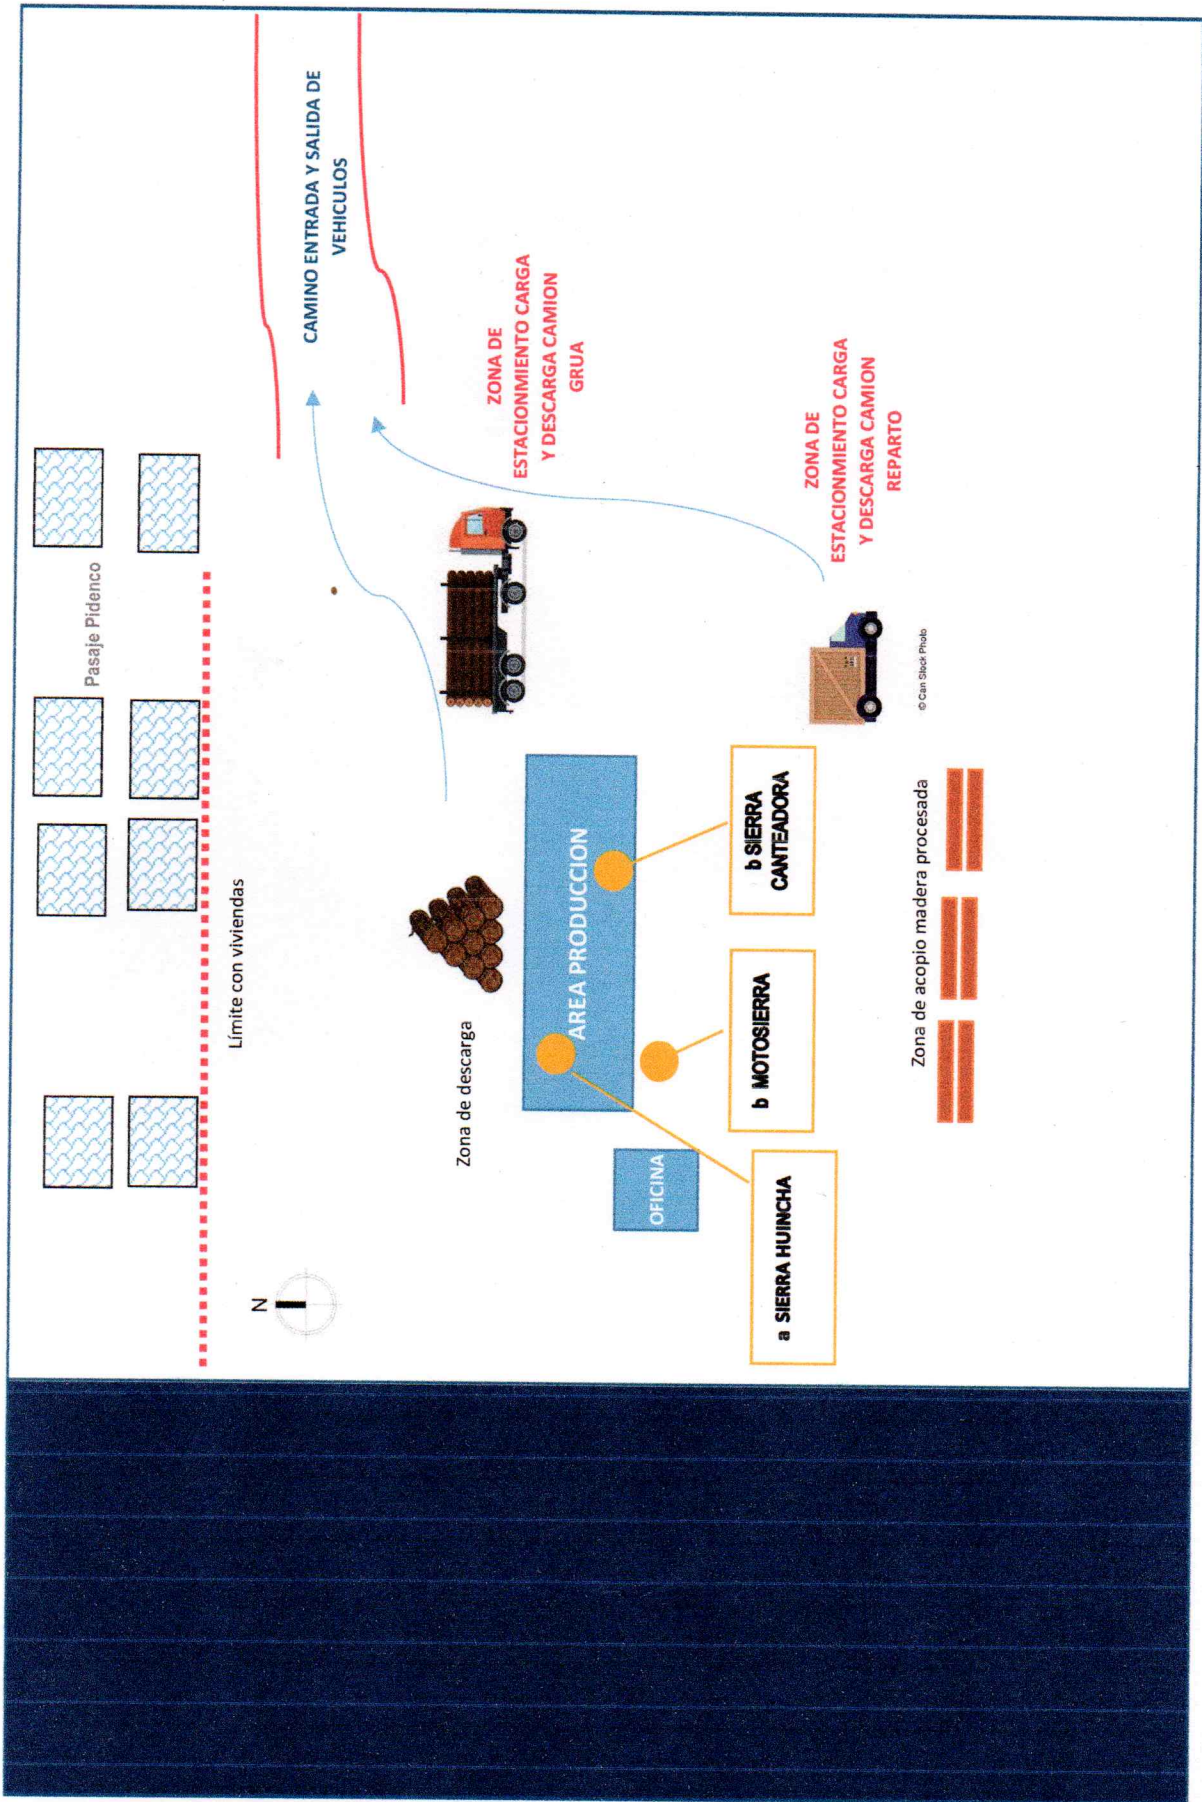 Pasaje Pidenco
CAMINO ENTRADA Y SALIDA DE
VEHICULOS
Límite con viviendas
N
ZONA DE
ESTACIONMIENTO CARGA
Y DESCARGA CAMION
GRUA
Zona de descarga
AREA PRODUCCION
OFICINA
ZONA DE
ESTACIONMIENTO CARGA
Y DESCARGA CAMION
REPARTO
a SIERRA HUINCHA
b MOTOSIERRA
b SIERRA
CANTEADORA
© Can Stock Photo
Zona de acopio madera procesada